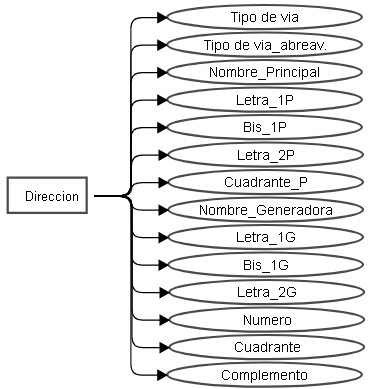 Tipo de via
Tipo de via_abreav.
Nombre_Principal
Letra_1P
Bis_1P
Letra_2P
Cuadrante_P
Direccion
Nombre_Generadora
Letra_1G
Bis_1G
Letra_2G
Numero
Cuadrante
Complemento